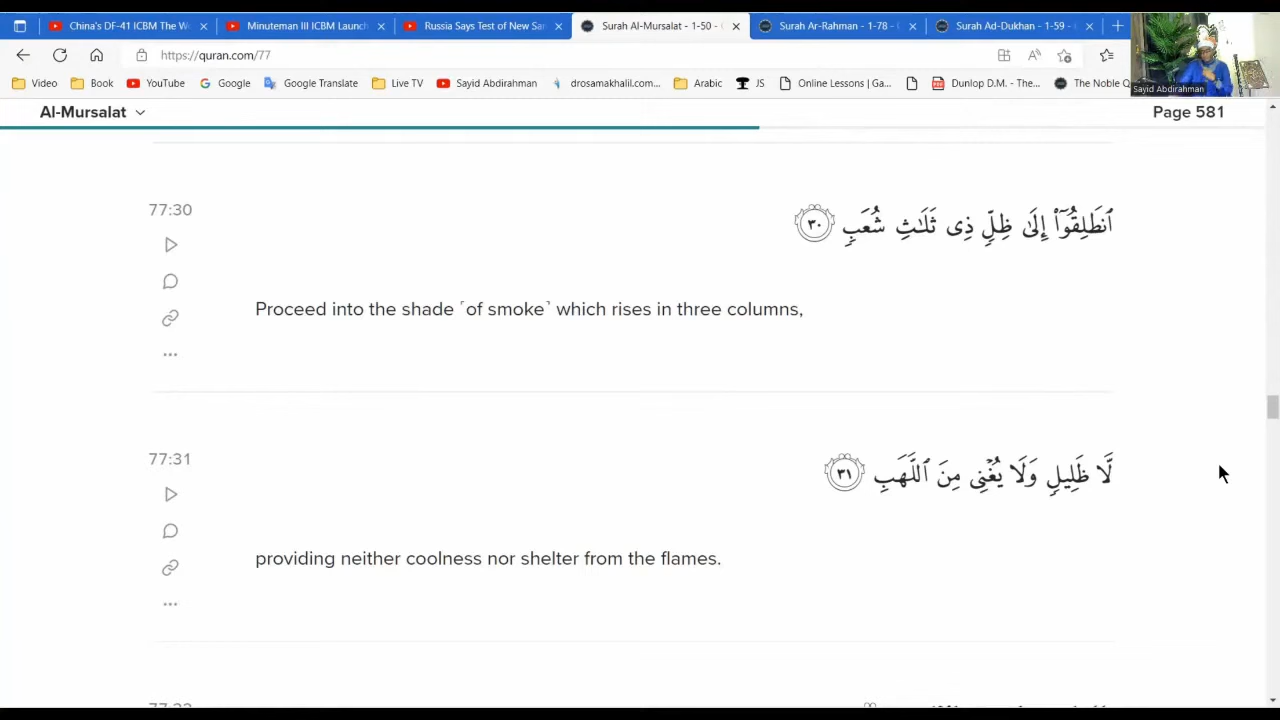 China's DF-41 ICBM The W
Minuteman III ICBM Launch
Russia Says Test of New Sar
Surah Al-Mursalat - 1-50 -
Surah Ar-Rahman - 1-78 -
Surah Ad-Dukhan - 1-59 -
https://quran.com/77
Video
Book
YouTube
Google
Google Translate
Live TV
Sayid Abdirahman
drosamakhalil.com...
Arabic
JS
Online Lessons | Ga...
Dunlop D.M. - The...
The Noble Q
Sayid Abdirahman
Al-Mursalat
Page 581
77:30
ٱنطَلِقُوٓا۟ إِلَىٰ ظِلٍّ ذِى ثَلَـٰثِ شُعَبٍ ٣٠
Proceed into the shade ˹of smoke˺ which rises in three columns,
77:31
لَّا ظَلِيلٍ وَلَا يُغْنِى مِنَ ٱللَّهَبِ ٣١
providing neither coolness nor shelter from the flames.